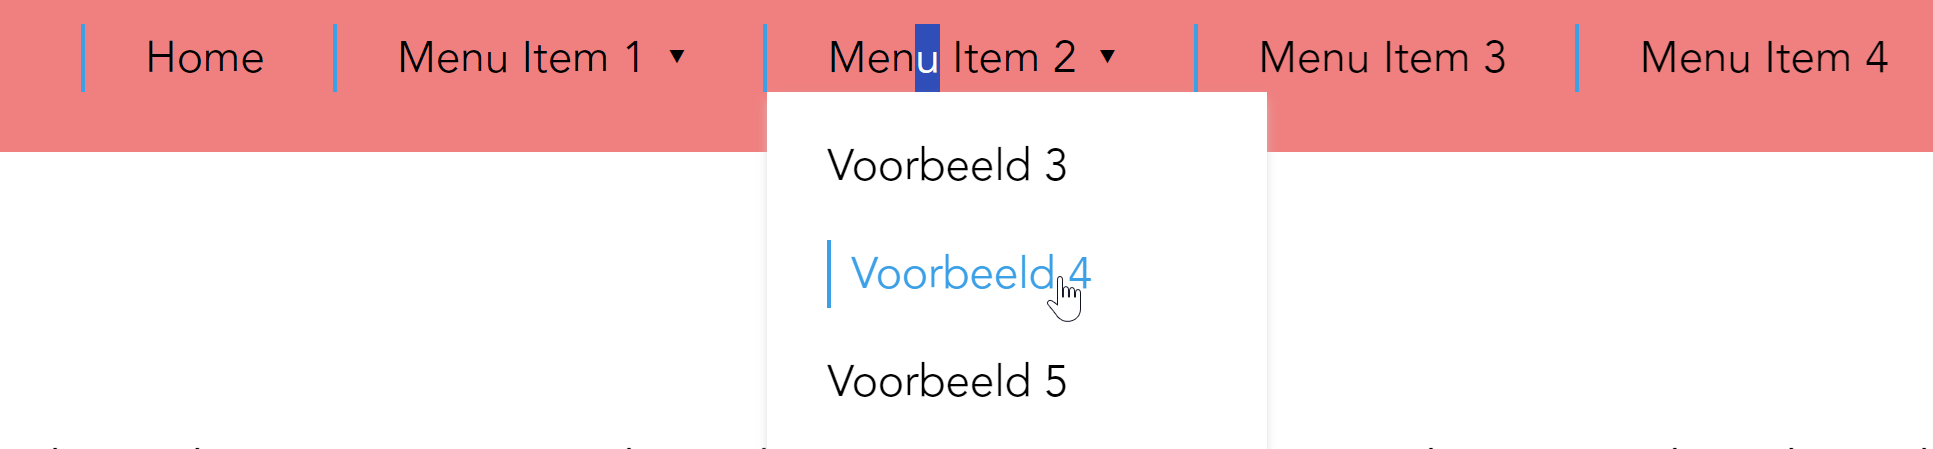 Home Menu Item 1 ▼ Menu Item 2 ▼ Menu Item 3 Menu Item 4
Voorbeeld 3
Voorbeeld 4
Voorbeeld 5